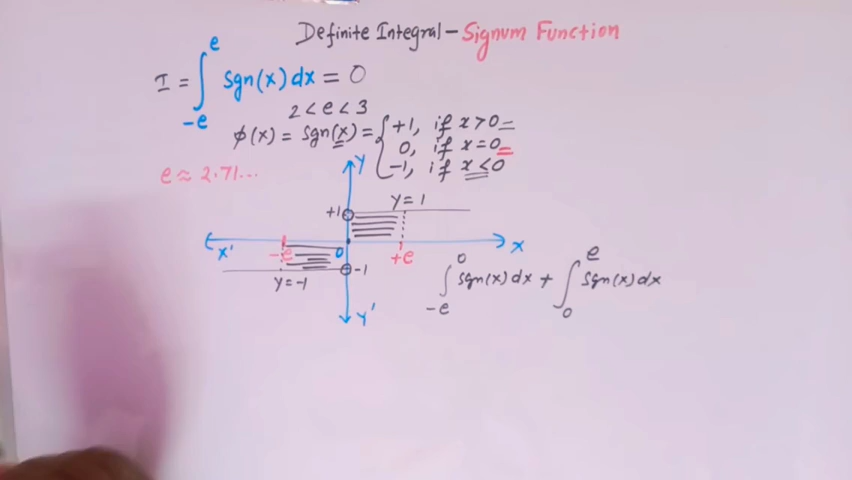 Definite Integral - Signum Function
I = ∫_{-e}^{e} sgn(x) dx = 0
2 < e < 3
ϕ(x) = sgn(x) = { +1, if x > 0
0, if x = 0
-1, if x < 0
e ≈ 2.71...
Y
+1 y = 1
X' -e 0 +e X
-1
y = -1
Y'
∫_{-e}^{0} sgn(x) dx + ∫_{0}^{e} sgn(x) dx